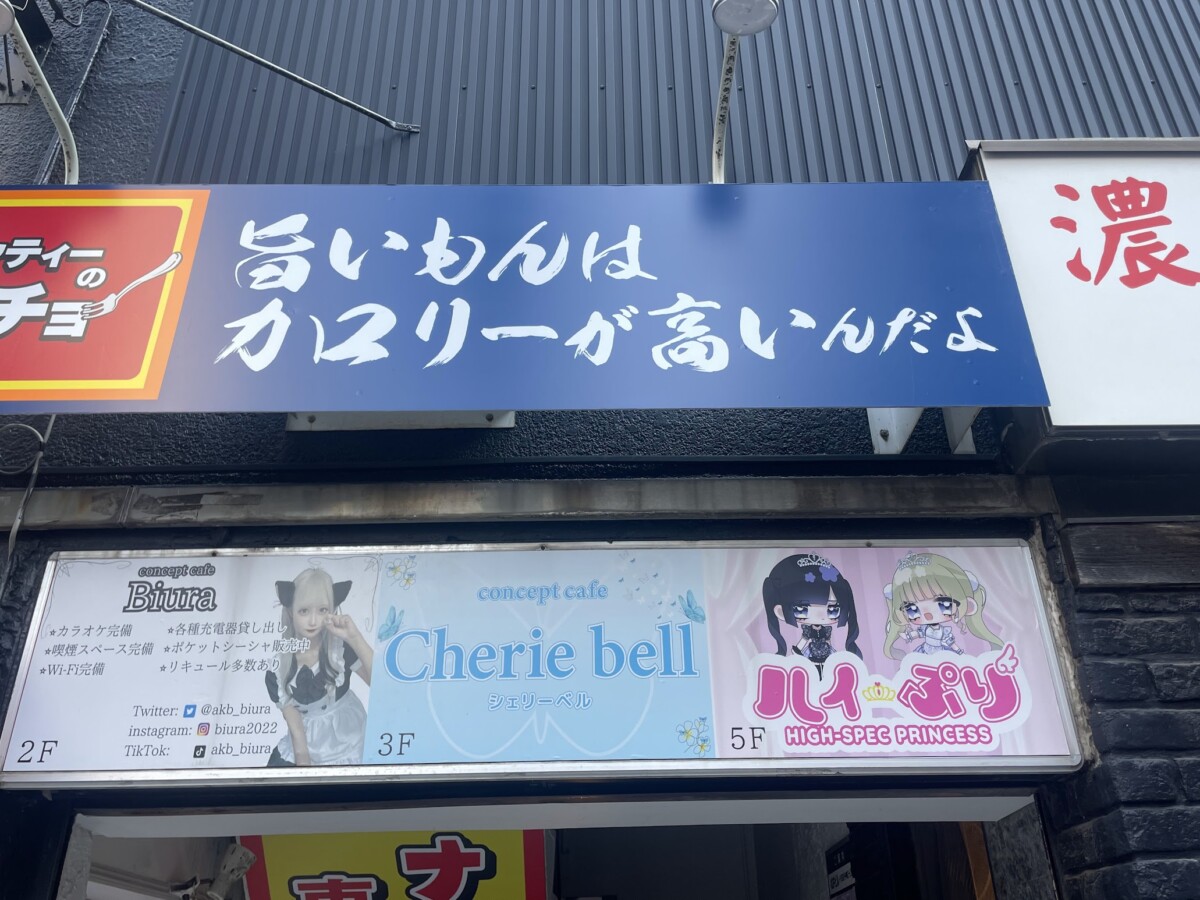 ティーの
チョ
旨いもんは
カロリーが高いんだよ
濃
concept cafe
Biura
☆カラオケ完備 ☆各種充電器貸し出し
☆喫煙スペース完備 ☆ポケットシーシャ販売中
☆Wi-Fi完備 ☆リキュール多数あり
Twitter: @akb_biura
instagram: biura2022
TikTok: akb_biura
2F
concept cafe
Cherie bell
シェリーベル
3F
ハイぷり
HIGH-SPEC PRINCESS
5F
ナ